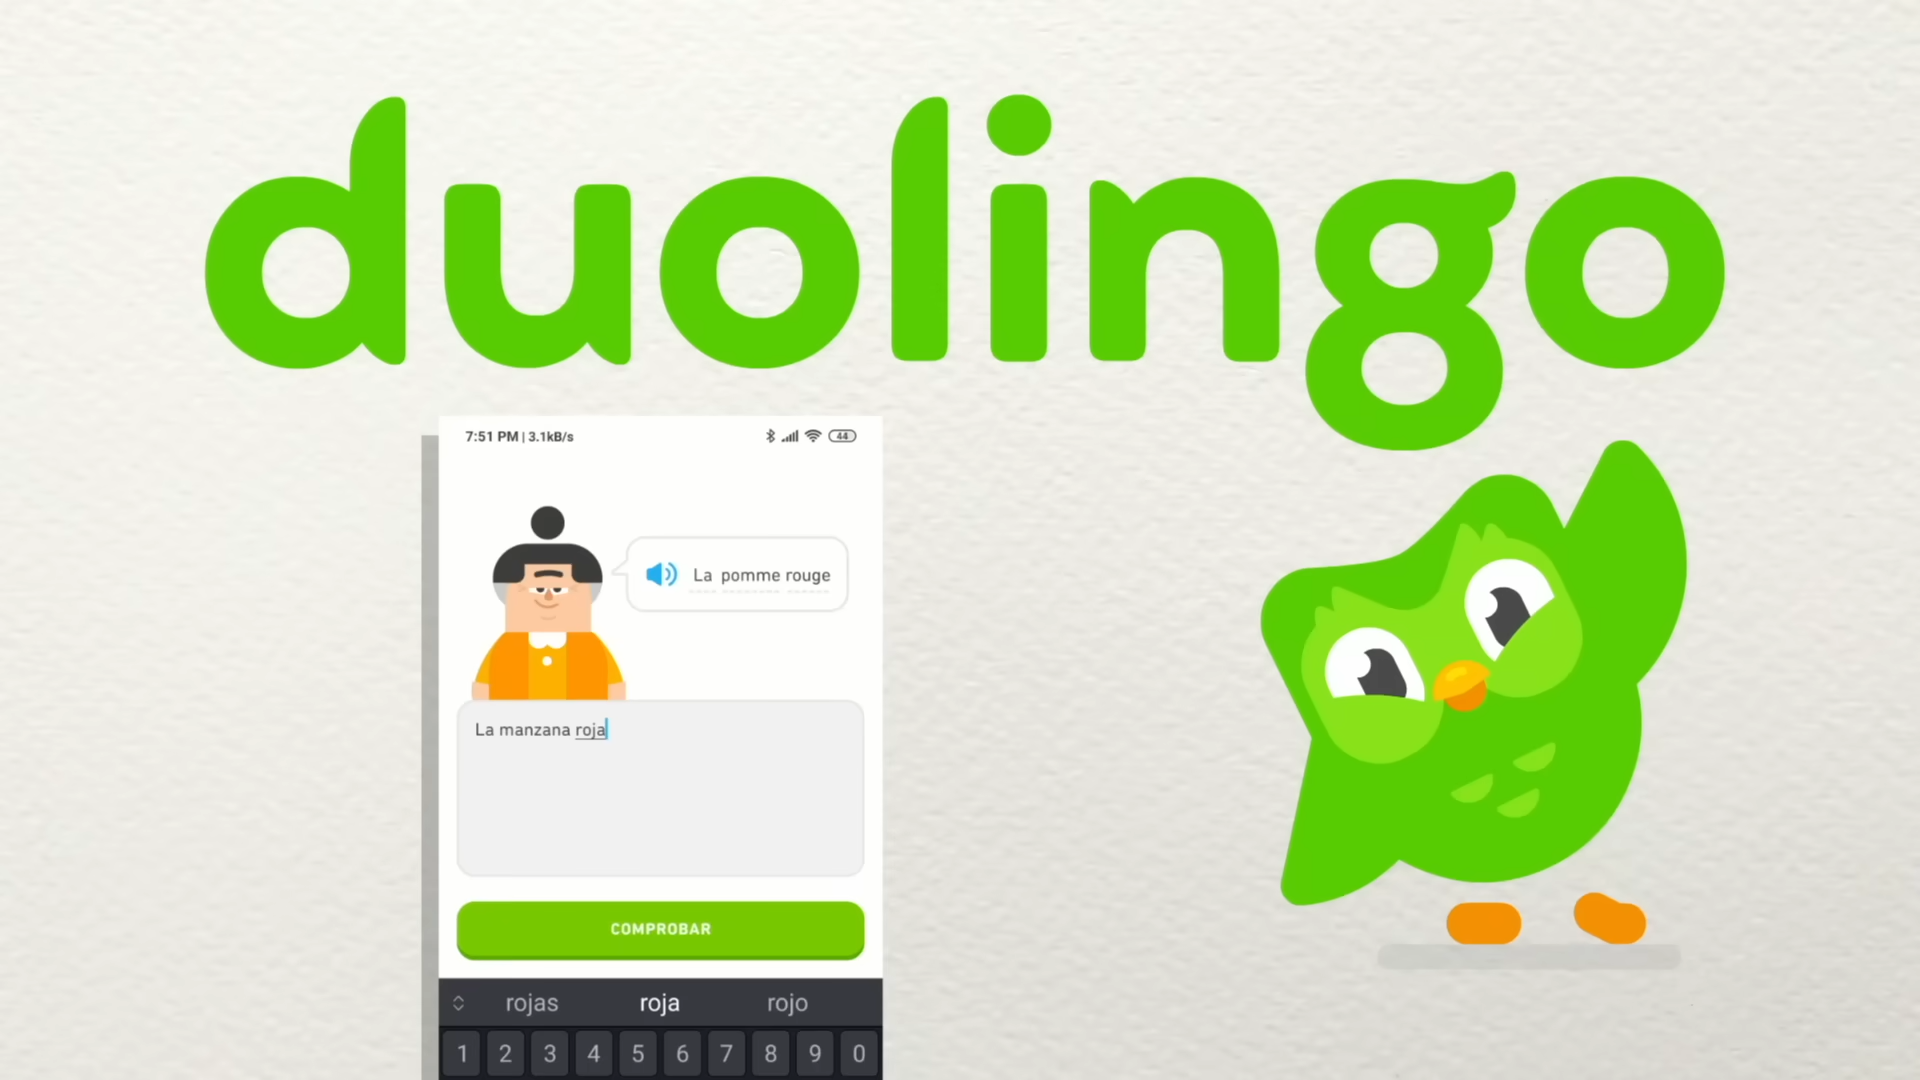 duolingo
7:51 PM | 3.1kB/s 44
La pomme rouge
La manzana roja
COMPROBAR
rojas roja rojo
1 2 3 4 5 6 7 8 9 0